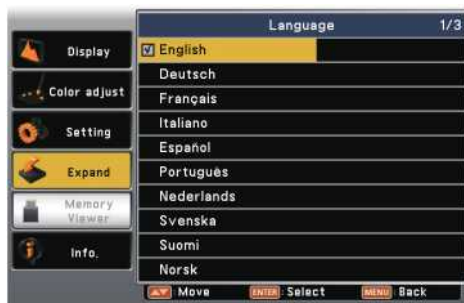 Language 1/3
Display
Color adjust
Setting
Expand
Memory
Viewer
Info.
English
Deutsch
Français
Italiano
Español
Português
Nederlands
Svenska
Suomi
Norsk
Move ENTER Select MENU Back